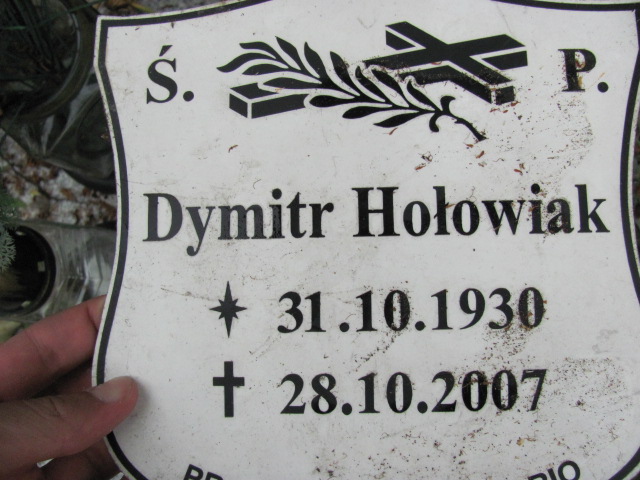 Ś. P.
Dymitr Hołowiak
31.10.1930
28.10.2007